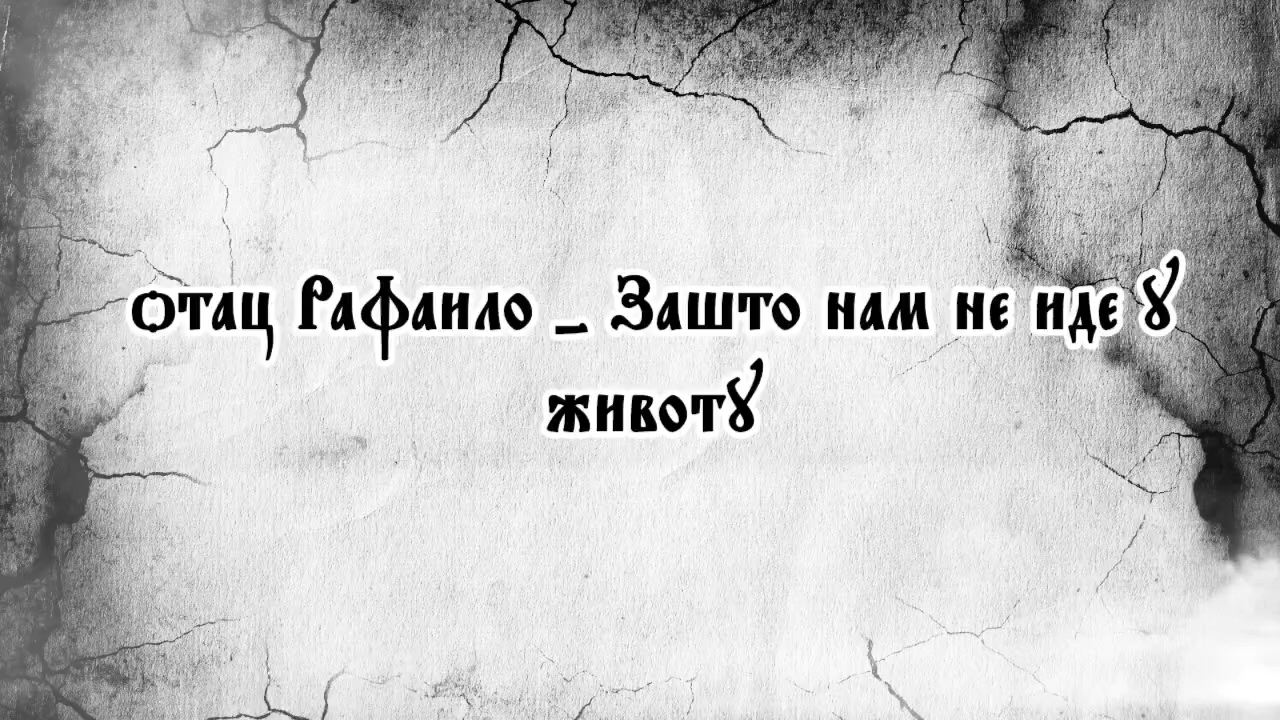 Отац Рафаило _ Зашто нам не иде ꙋ
животꙋ